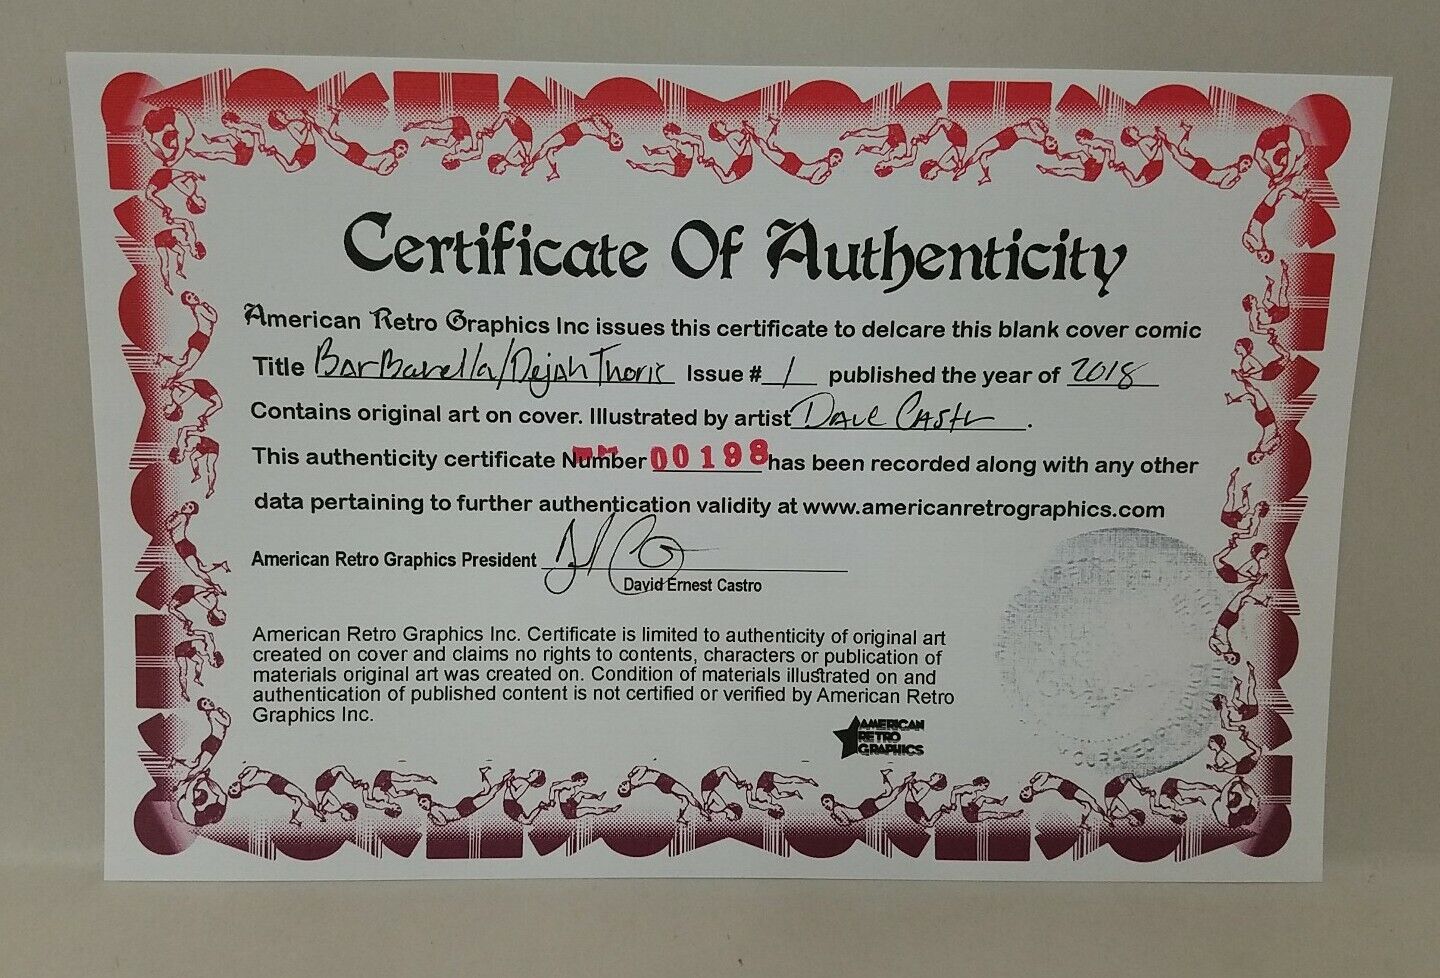 Certificate Of Authenticity
American Retro Graphics Inc issues this certificate to delcare this blank cover comic
Title BarBarella/Dejah Thoris Issue # 1 published the year of 2018
Contains original art on cover. Illustrated by artist Dave Castr .
This authenticity certificate Number 00198 has been recorded along with any other
data pertaining to further authentication validity at www.americanretrographics.com
American Retro Graphics President
David Ernest Castro
American Retro Graphics Inc. Certificate is limited to authenticity of original art
created on cover and claims no rights to contents, characters or publication of
materials original art was created on. Condition of materials illustrated on and
authentication of published content is not certified or verified by American Retro
Graphics Inc.
AMERICAN
RETRO
GRAPHICS